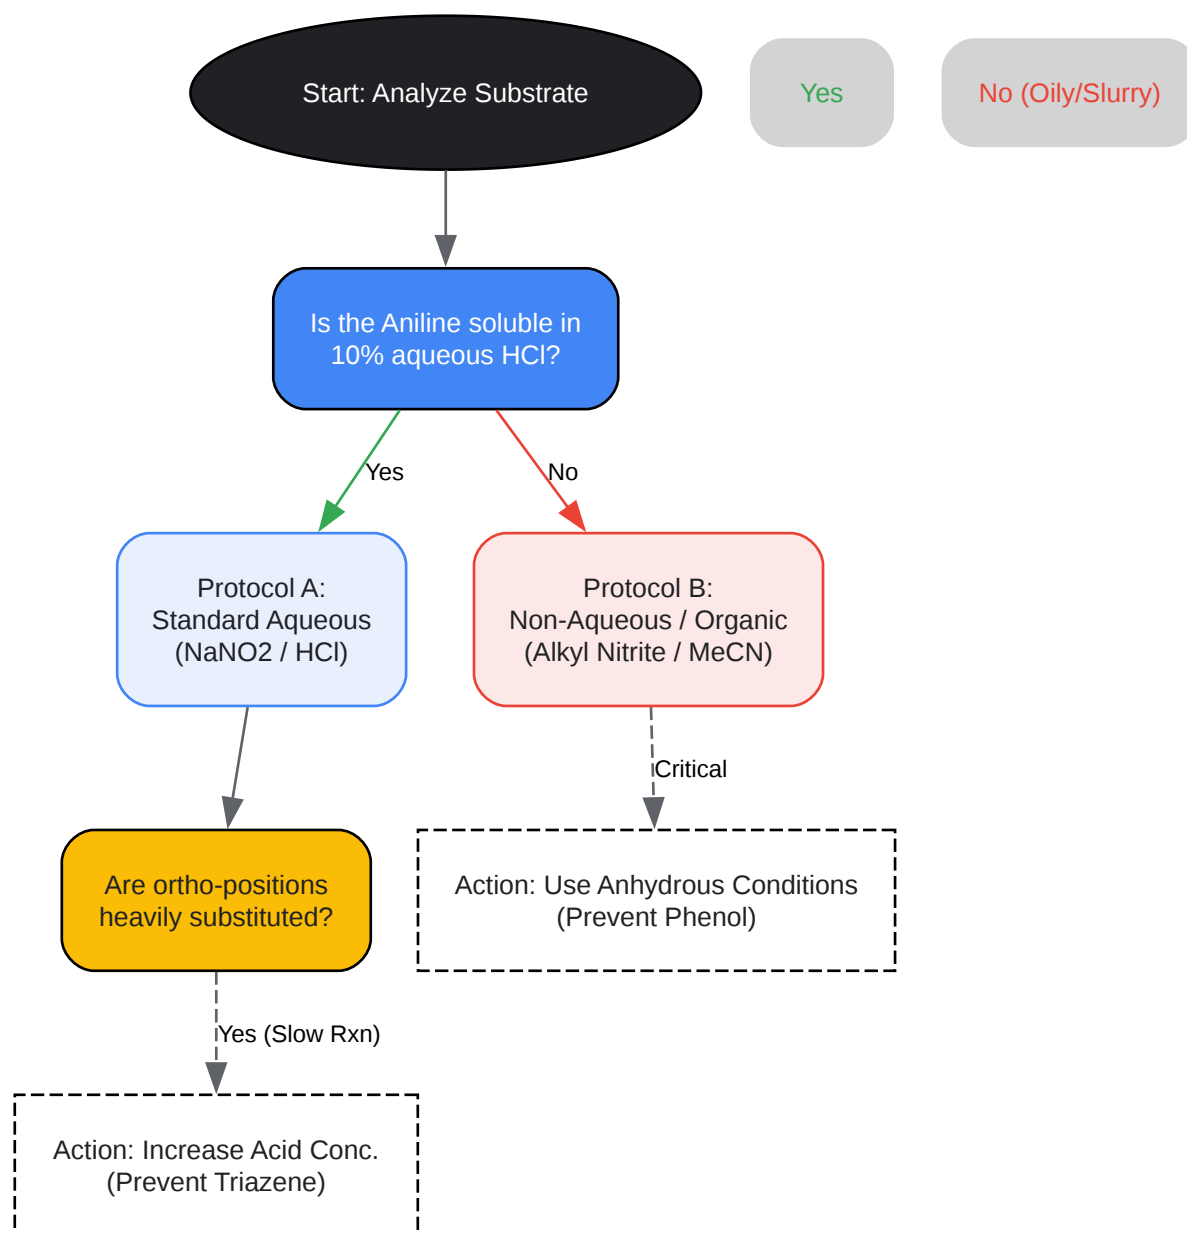 Start: Analyze Substrate
Yes
No (Oily/Slurry)
Is the Aniline soluble in
10% aqueous HCl?
Yes
No
Protocol A:
Standard Aqueous
(NaNO2 / HCl)
Protocol B:
Non-Aqueous / Organic
(Alkyl Nitrite / MeCN)
Critical
Are ortho-positions
heavily substituted?
Action: Use Anhydrous Conditions
(Prevent Phenol)
Yes (Slow Rxn)
Action: Increase Acid Conc.
(Prevent Triazene)